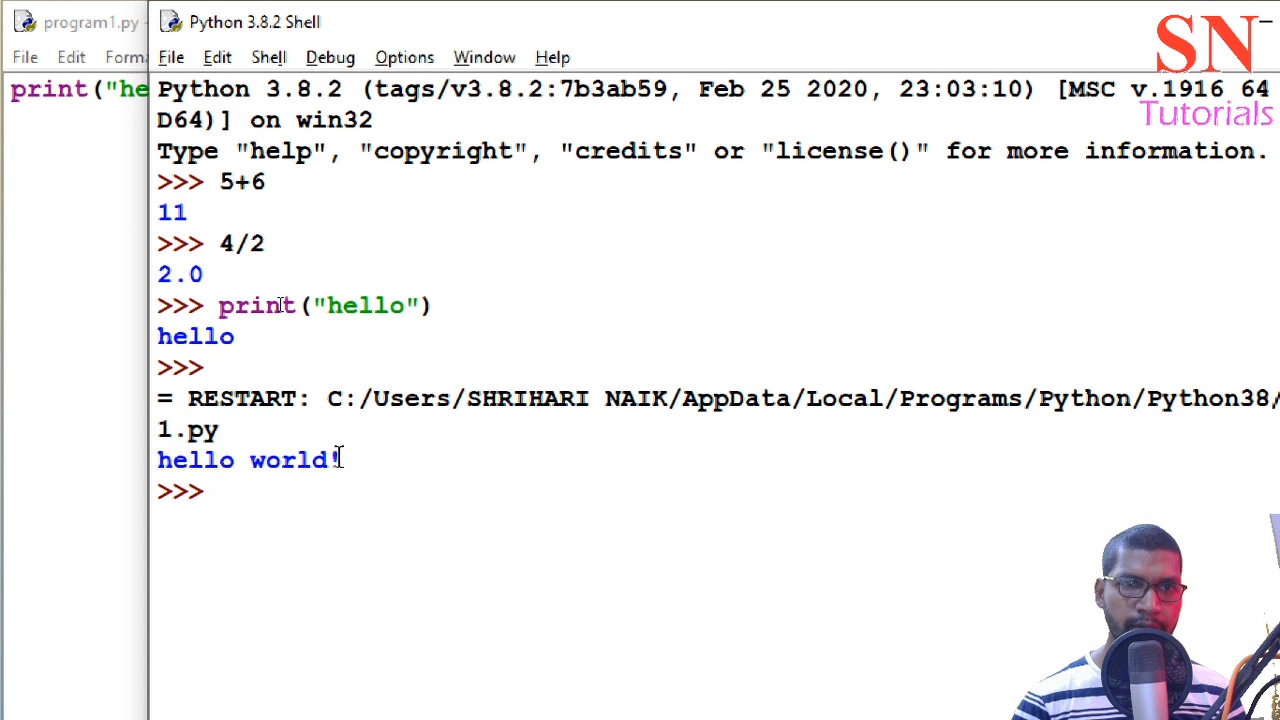 program1.py -
File Edit Forma
print("he
Python 3.8.2 Shell
File Edit Shell Debug Options Window Help
Python 3.8.2 (tags/v3.8.2:7b3ab59, Feb 25 2020, 23:03:10) [MSC v.1916 64
D64)] on win32
Type "help", "copyright", "credits" or "license()" for more information.
>>> 5+6
11
>>> 4/2
2.0
>>> print("hello")
hello
>>>
= RESTART: C:/Users/SHRIHARI NAIK/AppData/Local/Programs/Python/Python38/
1.py
hello world!
>>>
SN
Tutorials